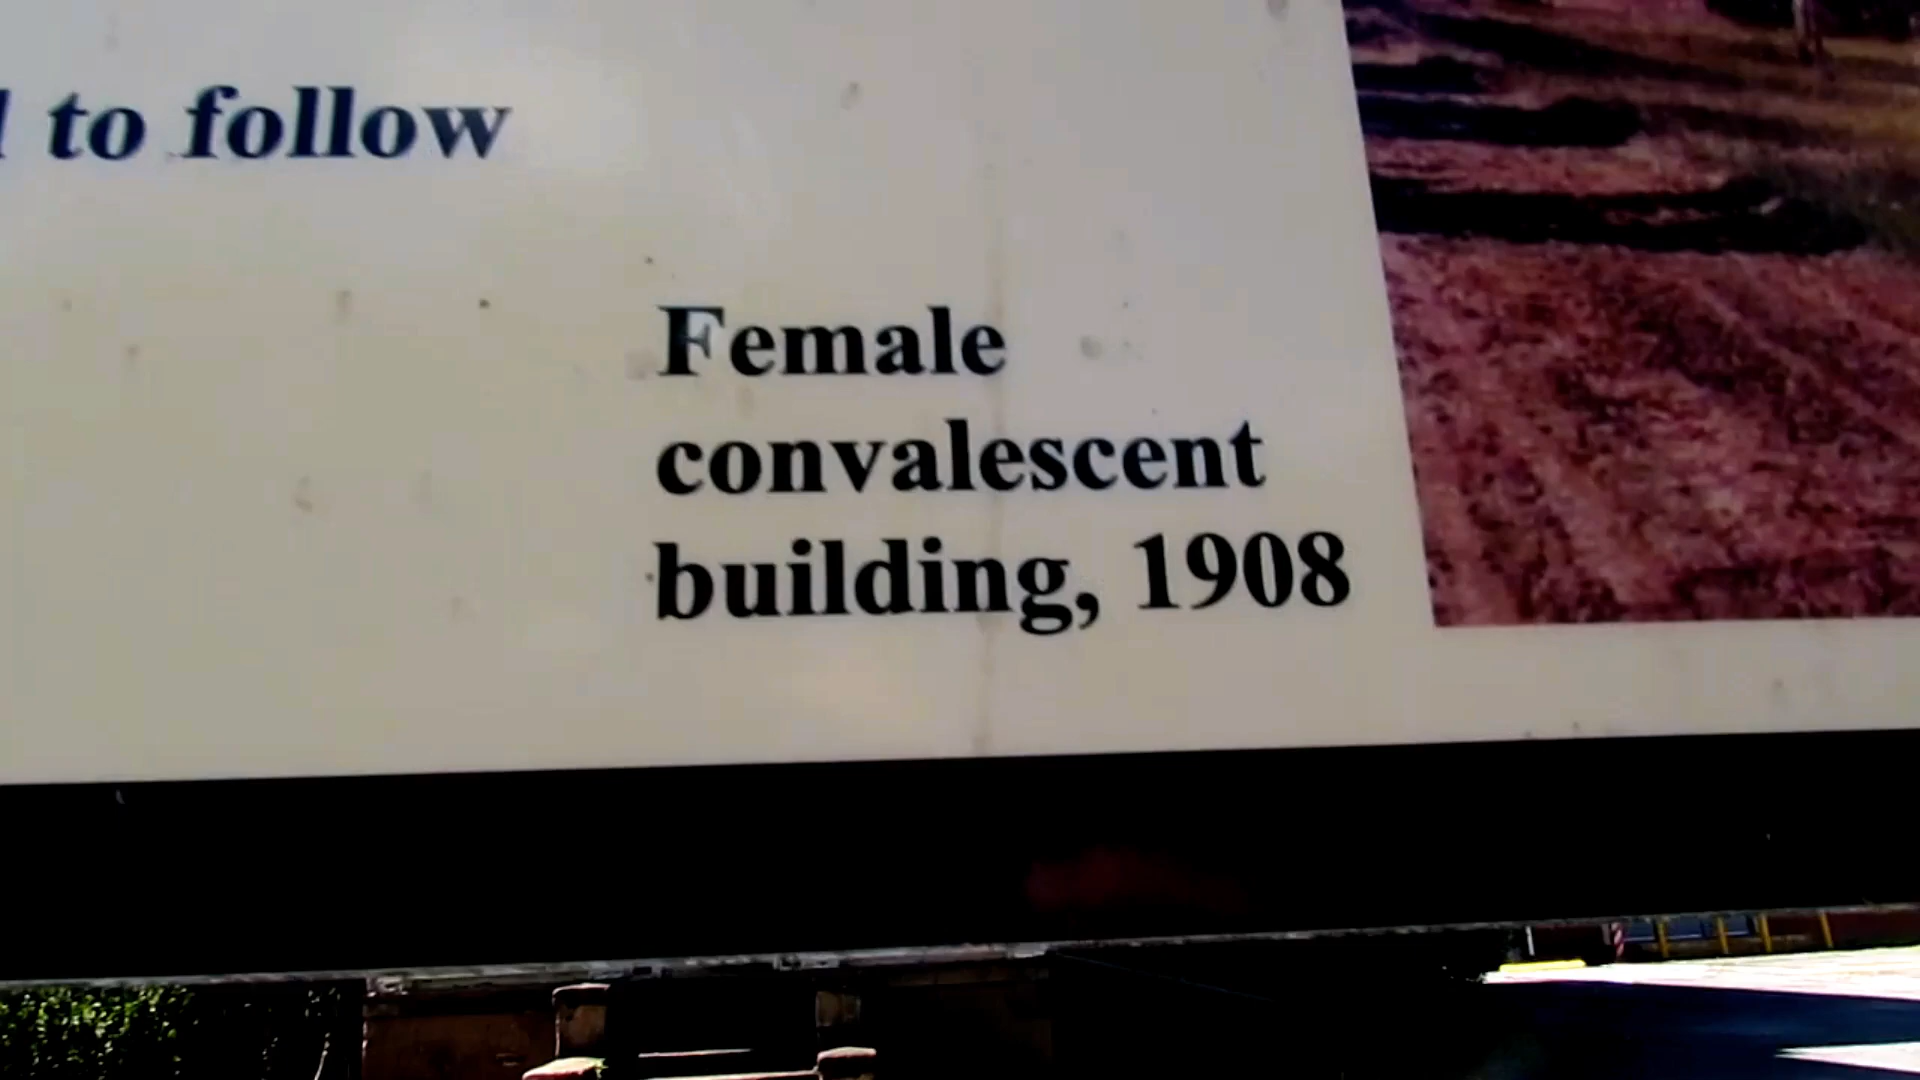 to follow
Female
convalescent
building, 1908